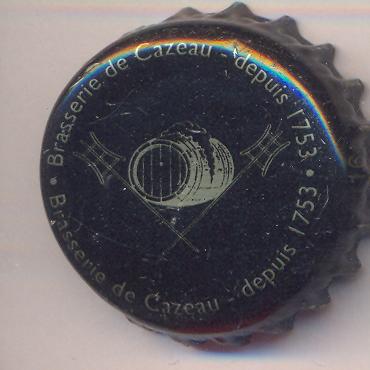 Brasserie de Cazeau - depuis 1753 •
Brasserie de Cazeau - depuis 1753 •